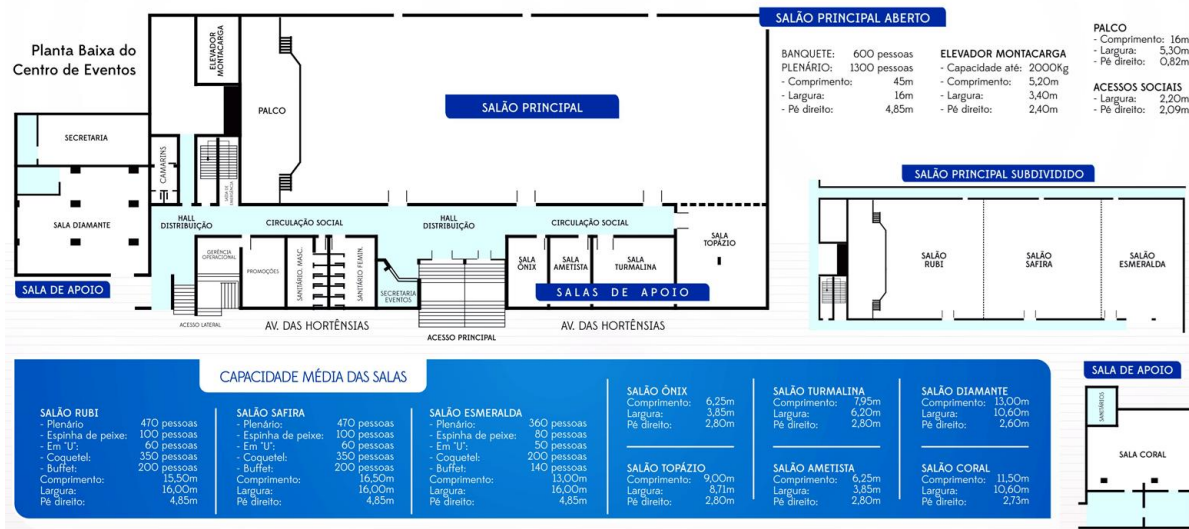 Planta Baixa do
Centro de Eventos
ELEVADOR
MONTACARGA
PALCO
SALÃO PRINCIPAL
SECRETARIA
CAMARINS
SAÍDA DE
EMERGÊNCIA
SALA DIAMANTE
HALL
DISTRIBUIÇÃO
CIRCULAÇÃO SOCIAL
HALL
DISTRIBUIÇÃO
CIRCULAÇÃO SOCIAL
GERÊNCIA
OPERACIONAL
PROMOÇÕES
SANITÁRIO. MASC.
SANITÁRIO FEMIN.
SECRETARIA
EVENTOS
SALA
ÔNIX
SALA
AMETISTA
SALA
TURMALINA
SALA
TOPÁZIO
SALA DE APOIO
SALAS DE APOIO
ACESSO LATERAL
AV. DAS HORTÊNSIAS
ACESSO PRINCIPAL
AV. DAS HORTÊNSIAS
SALÃO PRINCIPAL ABERTO
BANQUETE: 600 pessoas
PLENÁRIO: 1300 pessoas
- Comprimento: 45m
- Largura: 16m
- Pé direito: 4,85m
ELEVADOR MONTACARGA
- Capacidade até: 2000Kg
- Comprimento: 5,20m
- Largura: 3,40m
- Pé direito: 2,40m
PALCO
- Comprimento: 16m
- Largura: 5,30m
- Pé direito: 0,82m
ACESSOS SOCIAIS
- Largura: 2,20m
- Pé direito: 2,09m
SALÃO PRINCIPAL SUBDIVIDIDO
SALÃO
RUBI
SALÃO
SAFIRA
SALÃO
ESMERALDA
CAPACIDADE MÉDIA DAS SALAS
SALÃO RUBI
- Plenário 470 pessoas
- Espinha de peixe: 100 pessoas
- Em "U": 60 pessoas
- Coquetel: 350 pessoas
- Buffet: 200 pessoas
Comprimento: 15,50m
Largura: 16,00m
Pé direito: 4,85m
SALÃO SAFIRA
- Plenário: 470 pessoas
- Espinha de peixe: 100 pessoas
- Em "U": 60 pessoas
- Coquetel: 350 pessoas
- Buffet: 200 pessoas
Comprimento: 16,50m
Largura: 16,00m
Pé direito: 4,85m
SALÃO ESMERALDA
- Plenário: 360 pessoas
- Espinha de peixe: 80 pessoas
- Em "U": 50 pessoas
- Coquetel: 200 pessoas
- Buffet: 140 pessoas
Comprimento: 13,00m
Largura: 16,00m
Pé direito: 4,85m
SALÃO ÔNIX
Comprimento: 6,25m
Largura: 3,85m
Pé direito: 2,80m
SALÃO TURMALINA
Comprimento: 7,95m
Largura: 6,20m
Pé direito: 2,80m
SALÃO DIAMANTE
Comprimento: 13,00m
Largura: 10,60m
Pé direito: 2,60m
SALÃO TOPÁZIO
Comprimento: 9,00m
Largura: 8,71m
Pé direito: 2,80m
SALÃO AMETISTA
Comprimento: 6,25m
Largura: 3,85m
Pé direito: 2,80m
SALÃO CORAL
Comprimento: 11,50m
Largura: 10,60m
Pé direito: 2,73m
SALA DE APOIO
SANITÁRIOS
SALA CORAL